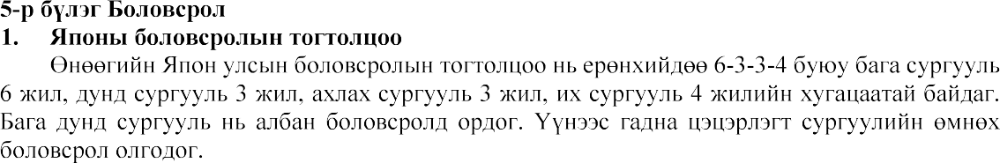 5-р бүлэг Боловсрол
1. Японы боловсролын тогтолцоо
Өнөөгийн Япон улсын боловсролын тогтолцоо нь ерөнхийдөө 6-3-3-4 буюу бага сургууль
6 жил, дунд сургууль 3 жил, ахлах сургууль 3 жил, их сургууль 4 жилийн хугацаатай байдаг.
Бага дунд сургууль нь албан боловсролд ордог. Үүнээс гадна цэцэрлэгт сургуулийн өмнөх
боловсрол олгодог.